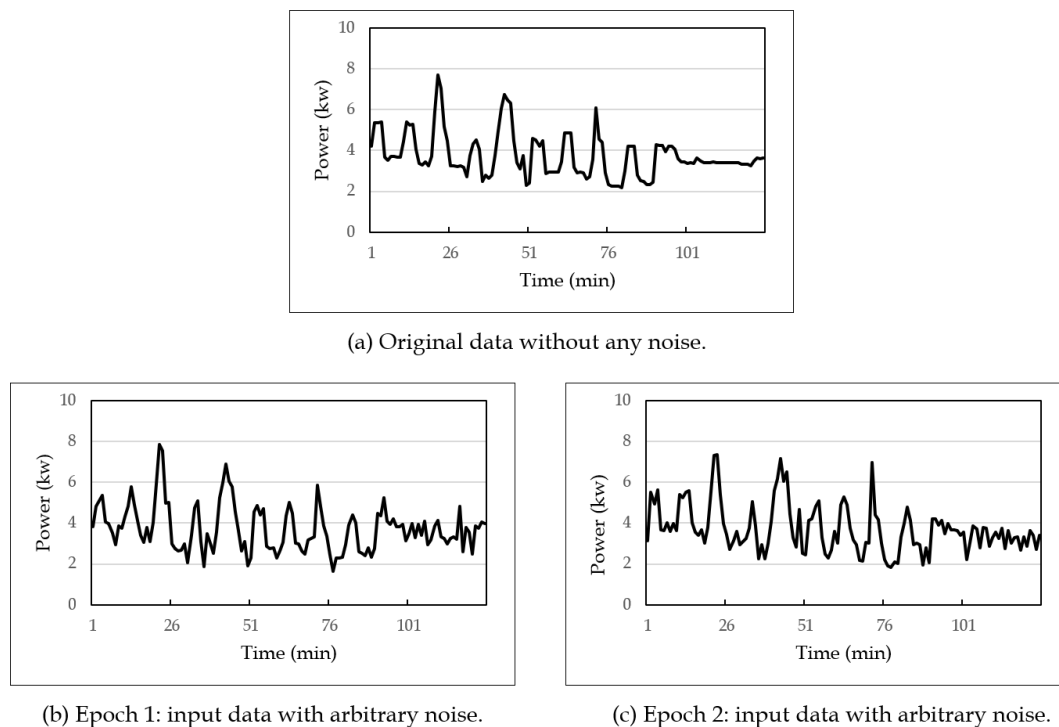 10
8
6
4
2
0
Power (kw)
1 26 51 76 101
Time (min)
(a) Original data without any noise.
10
8
6
4
2
0
Power (kw)
1 26 51 76 101
Time (min)
(b) Epoch 1: input data with arbitrary noise.
10
8
6
4
2
0
Power (kw)
1 26 51 76 101
Time (min)
(c) Epoch 2: input data with arbitrary noise.